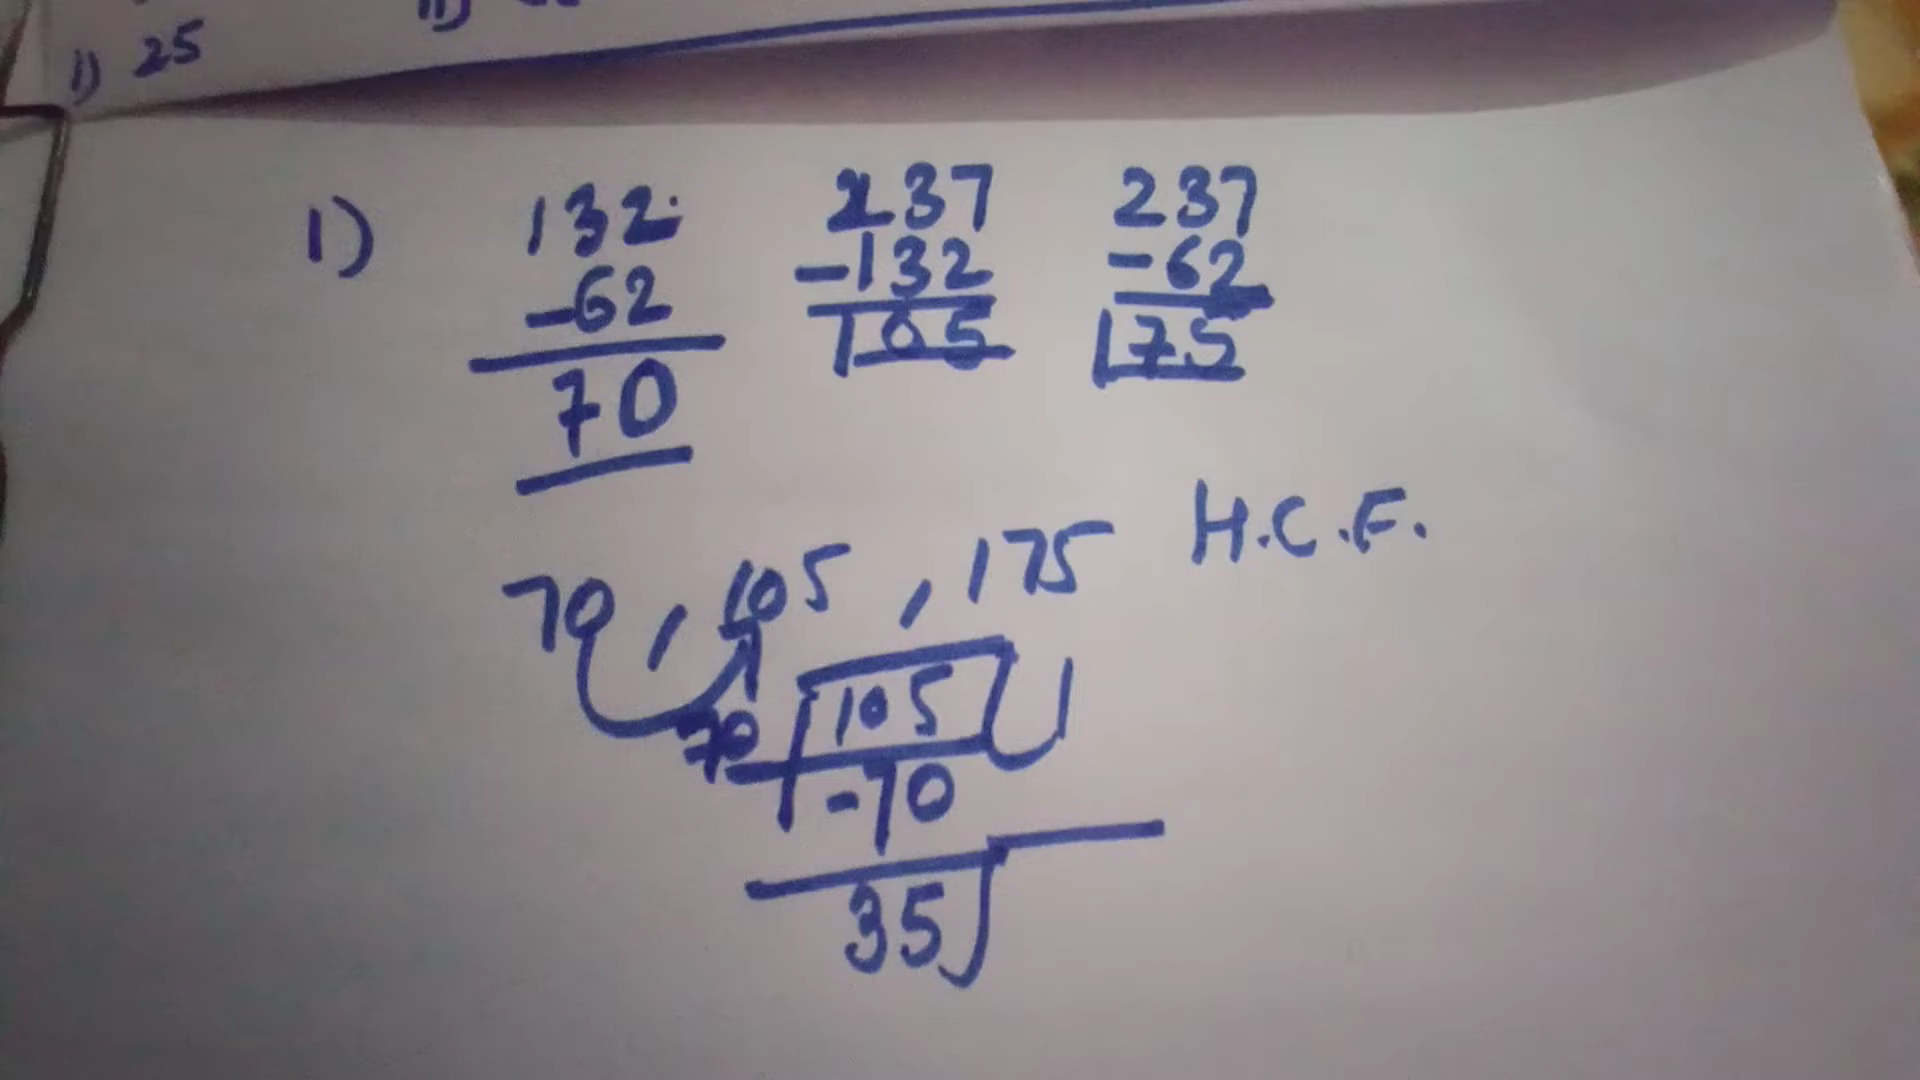 i) 25
1) 132 237 237
-62 -132 -62
70 105 175
70, 105, 175 H.C.F.
70 105 1
-70
35